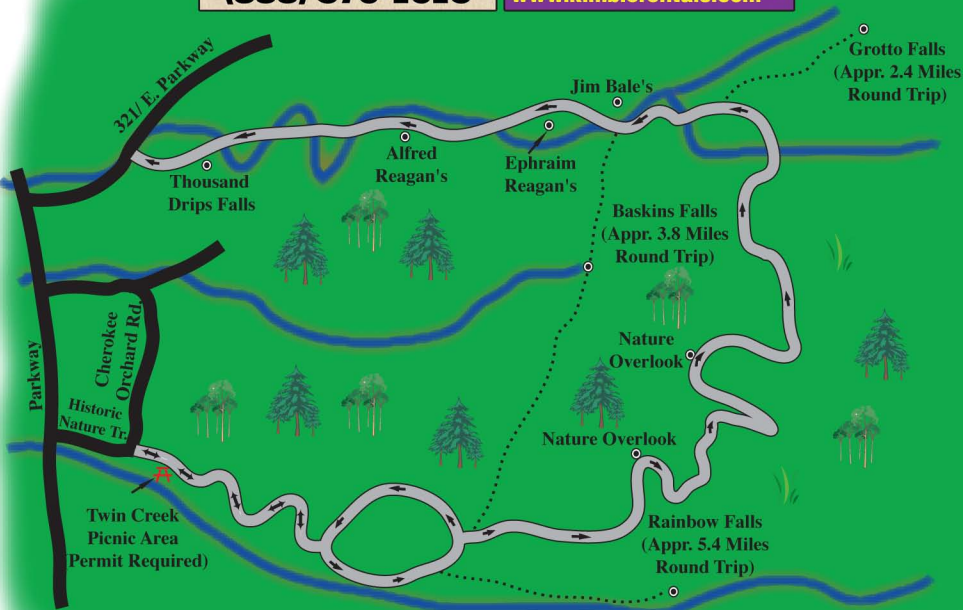 321/ E. Parkway
Grotto Falls
(Appr. 2.4 Miles
Round Trip)
Jim Bale's
Alfred
Reagan's
Ephraim
Reagan's
Thousand
Drips Falls
Baskins Falls
(Appr. 3.8 Miles
Round Trip)
Parkway
Cherokee
Orchard Rd.
Historic
Nature Tr.
Nature
Overlook
Nature Overlook
Twin Creek
Picnic Area
(Permit Required)
Rainbow Falls
(Appr. 5.4 Miles
Round Trip)